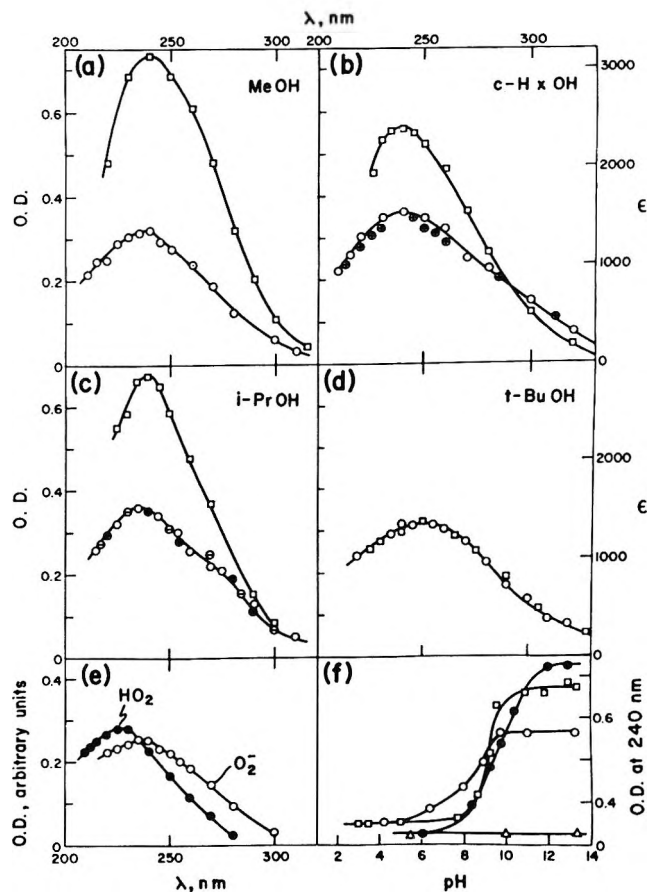 λ, nm
200 250 300 200 250 300
(a) MeOH
(b) c-HxOH
0.6
0.4
0.2
0
O. D.
3000
2000
1000
0
ϵ
(c) i-PrOH
(d) t-BuOH
0.6
0.4
0.2
0
O. D.
2000
1000
0
ϵ
(e)
HO2
O2-
0.4
0.2
0
O.D., arbitrary units
(f)
0.6
0.4
0.2
O.D. at 240 nm
200 250 300 2 4 6 8 10 12 14
λ, nm pH